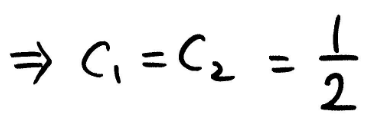 ⇒ C₁ = C₂ = 1/2